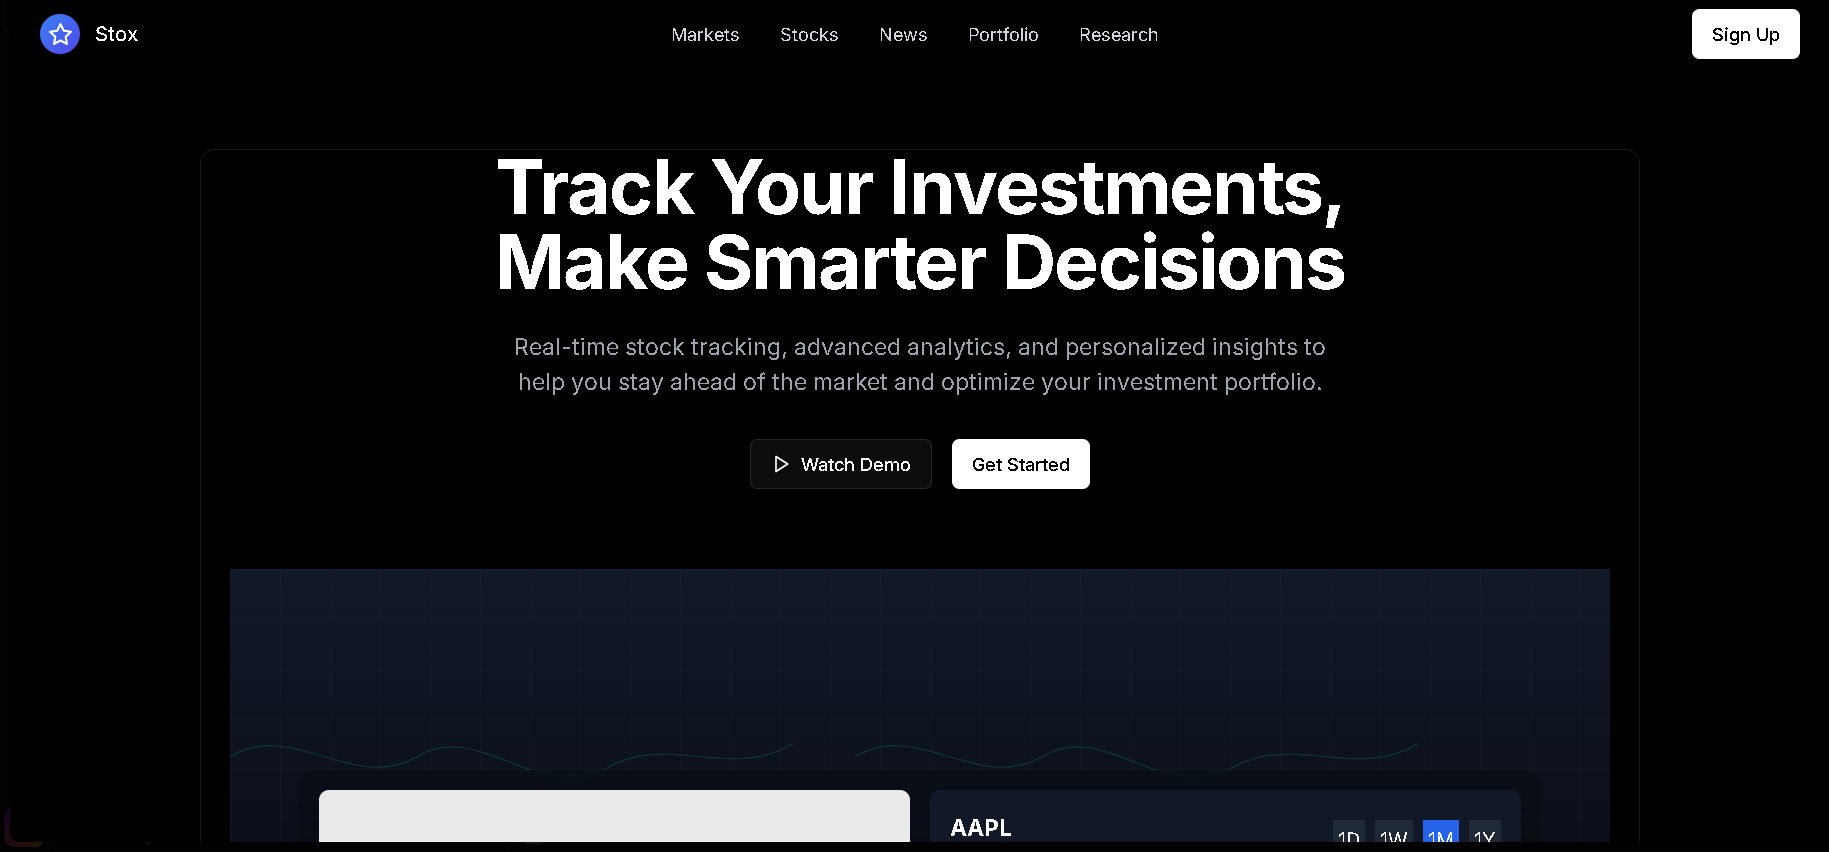 Stox
Markets
Stocks
News
Portfolio
Research
Sign Up
Track Your Investments,
Make Smarter Decisions
Real-time stock tracking, advanced analytics, and personalized insights to
help you stay ahead of the market and optimize your investment portfolio.
Watch Demo
Get Started
AAPL
1D
1W
1M
1Y